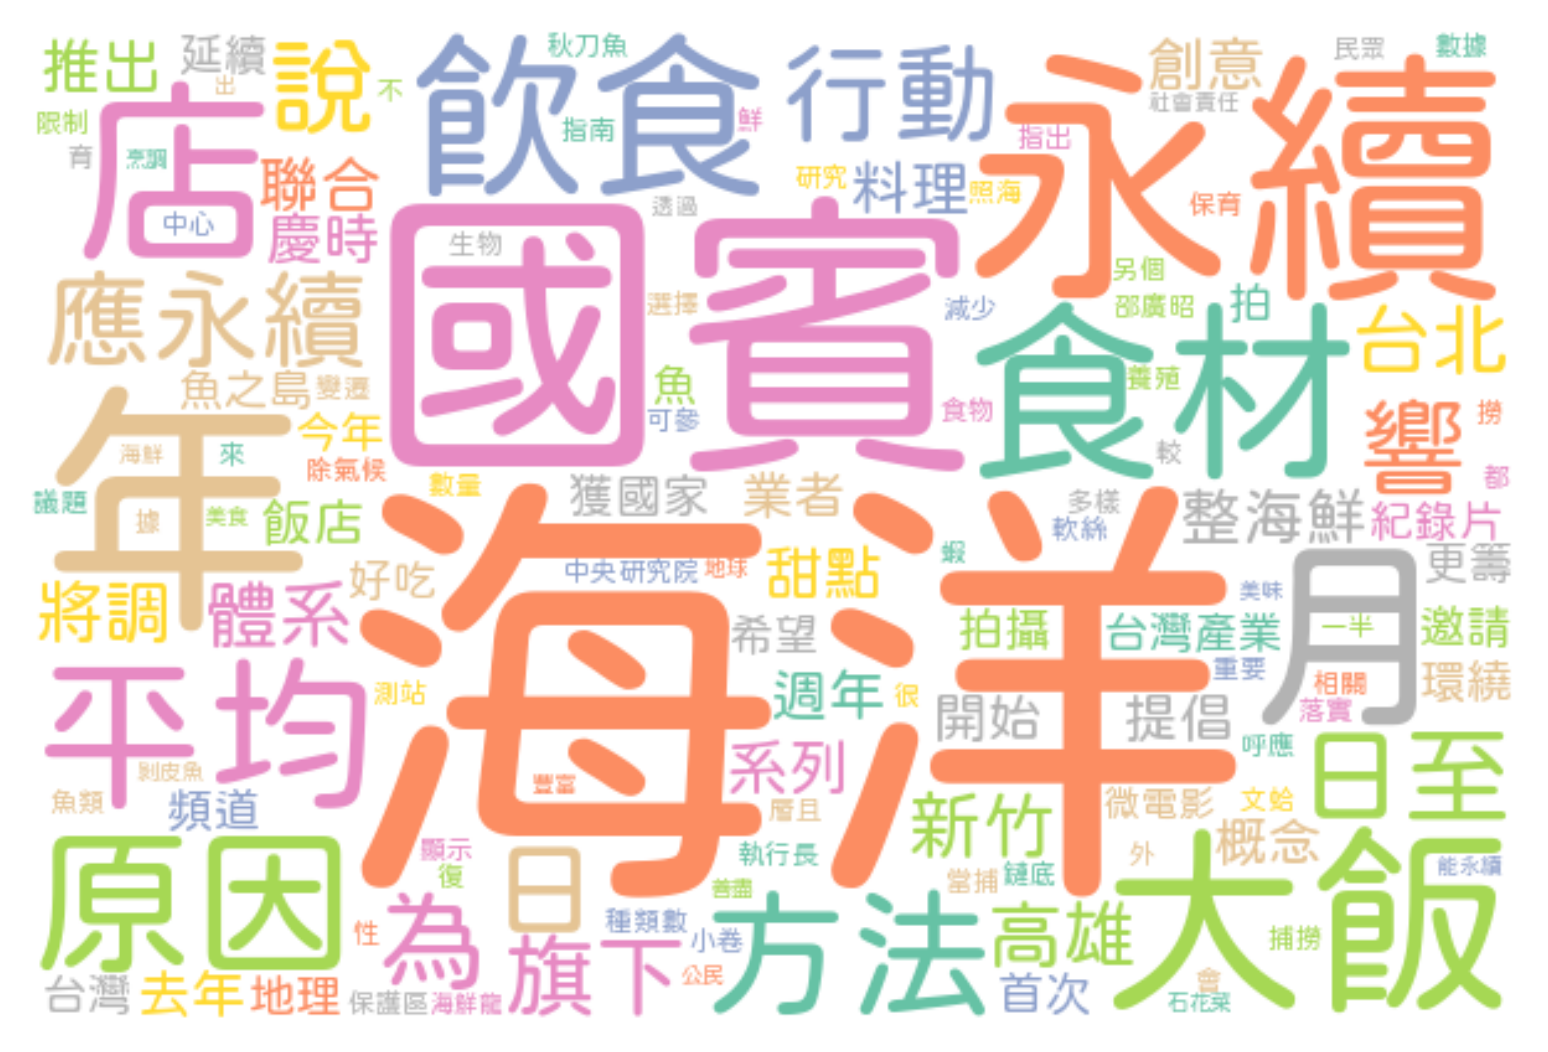 推出
延續
出
說
不
飲食
秋刀魚
指南
鮮
行動
永續
指出
創意
社會責任
民眾
數據
限制
育
烹調
店
中心
聯合
慶時
研究
料理
照海
保育
透過
國賓
生物
選擇
減少
另個
邵廣昭
拍
應永續
魚之島
變遷
魚
可參
食物
食材
養殖
較
台北
年
海鮮
來
據
今年
除氣候
響
撈
都
議題
美食
飯店
數量
獲國家
業者
多樣
軟絲
整海鮮
紀錄片
海洋
中央研究院
地球
甜點
蝦
更籌
將調
體系
好吃
希望
拍攝
台灣產業
美味
月
一半
邀請
平均
測站
週年
很
重要
相關
落實
環繞
開始
提倡
剝皮魚
魚類
頻道
豐富
系列
層且
新竹
微電影
呼應
文蛤
日至
原因
顯示
復
日
執行長
善盡
當捕
鏈底
外
概念
能永續
性
為
種類數
小卷
方法
高雄
大飯
捕撈
台灣
去年
地理
保護區
海鮮龍
旗下
公民
首次
會
石花菜